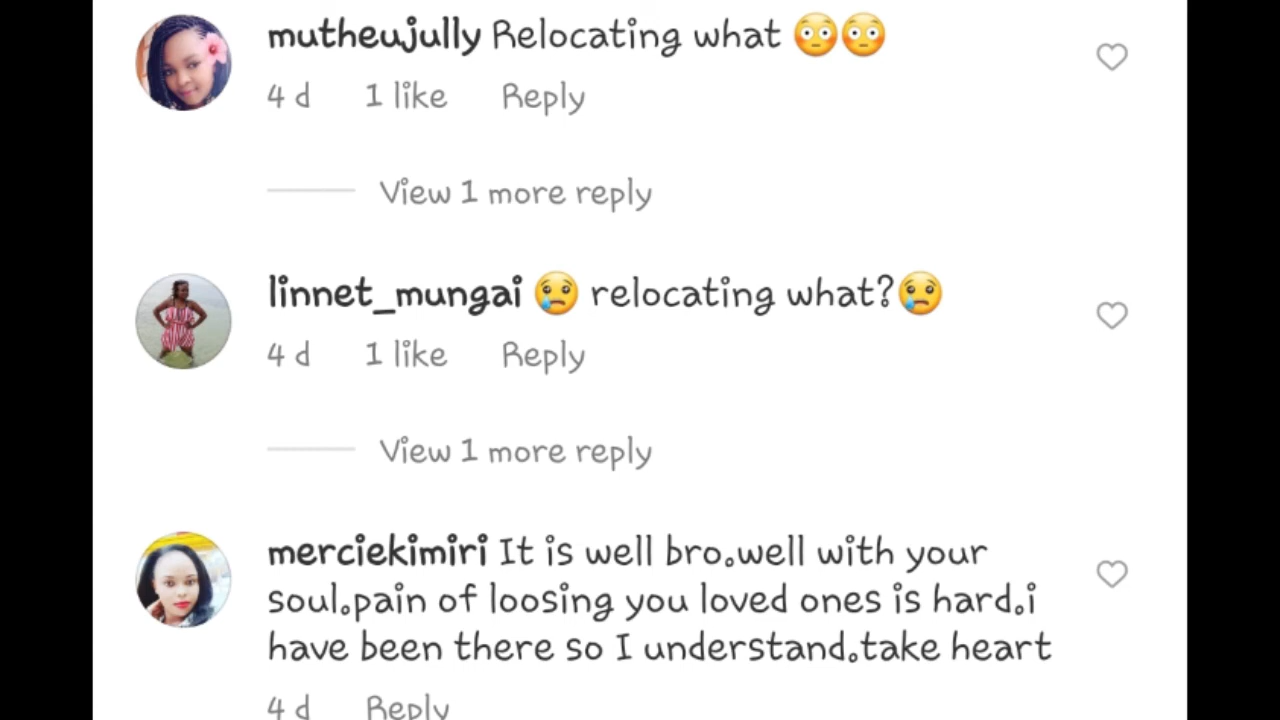 mutheujully Relocating what 😳😳
4 d 1 like Reply
View 1 more reply
linnet_mungai 😢 relocating what?😢
4 d 1 like Reply
View 1 more reply
merciekimiri It is well bro.well with your
soul.pain of loosing you loved ones is hard.i
have been there so I understand.take heart
4 d Reply